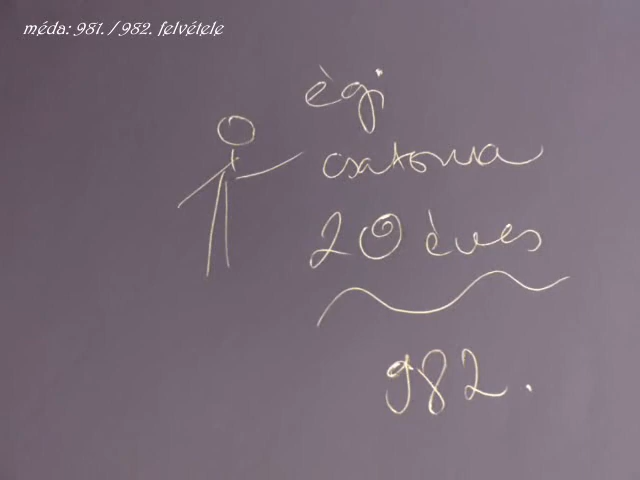 méda: 981. / 982. felvétele
ègi
csatorna
20 èves
982.